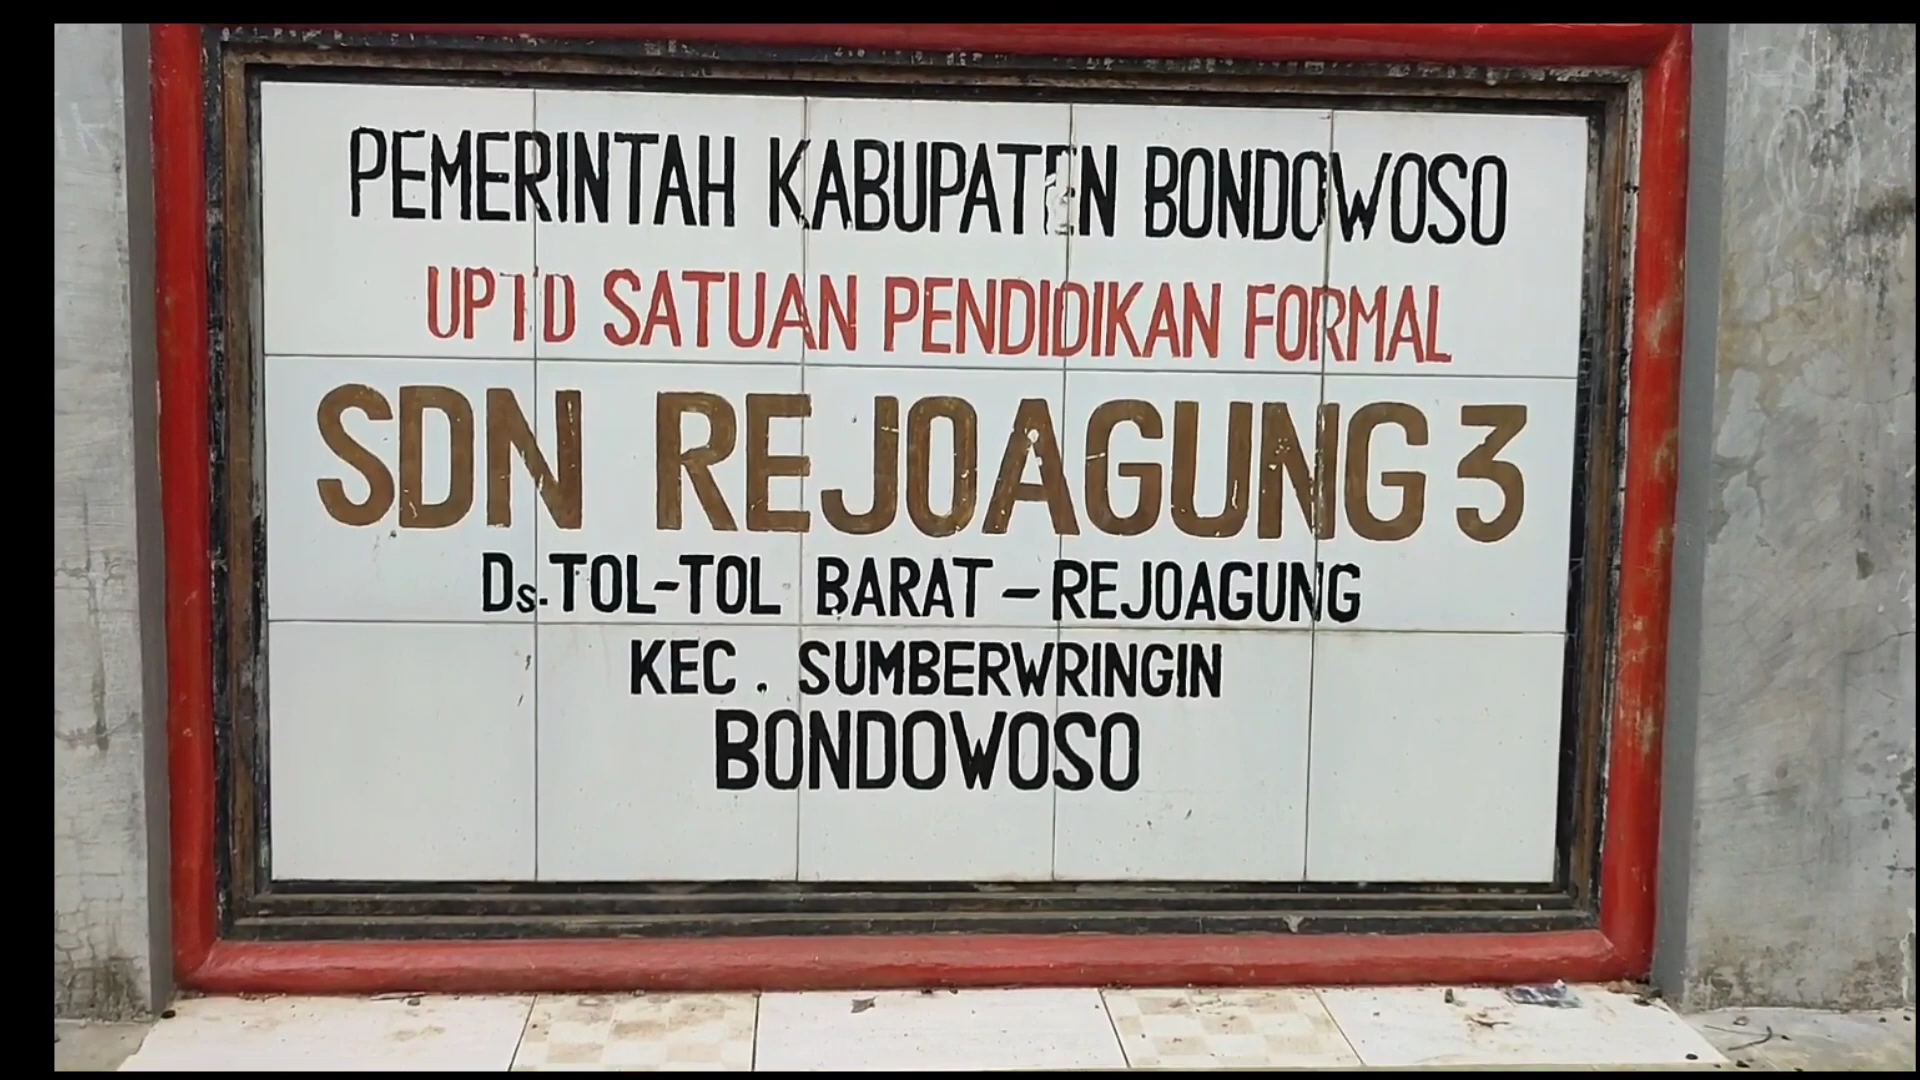 PEMERINTAH KABUPATEN BONDOWOSO
UPTD SATUAN PENDIDIKAN FORMAL
SDN REJOAGUNG 3
Ds. TOL-TOL BARAT - REJOAGUNG
KEC. SUMBERWRINGIN
BONDOWOSO